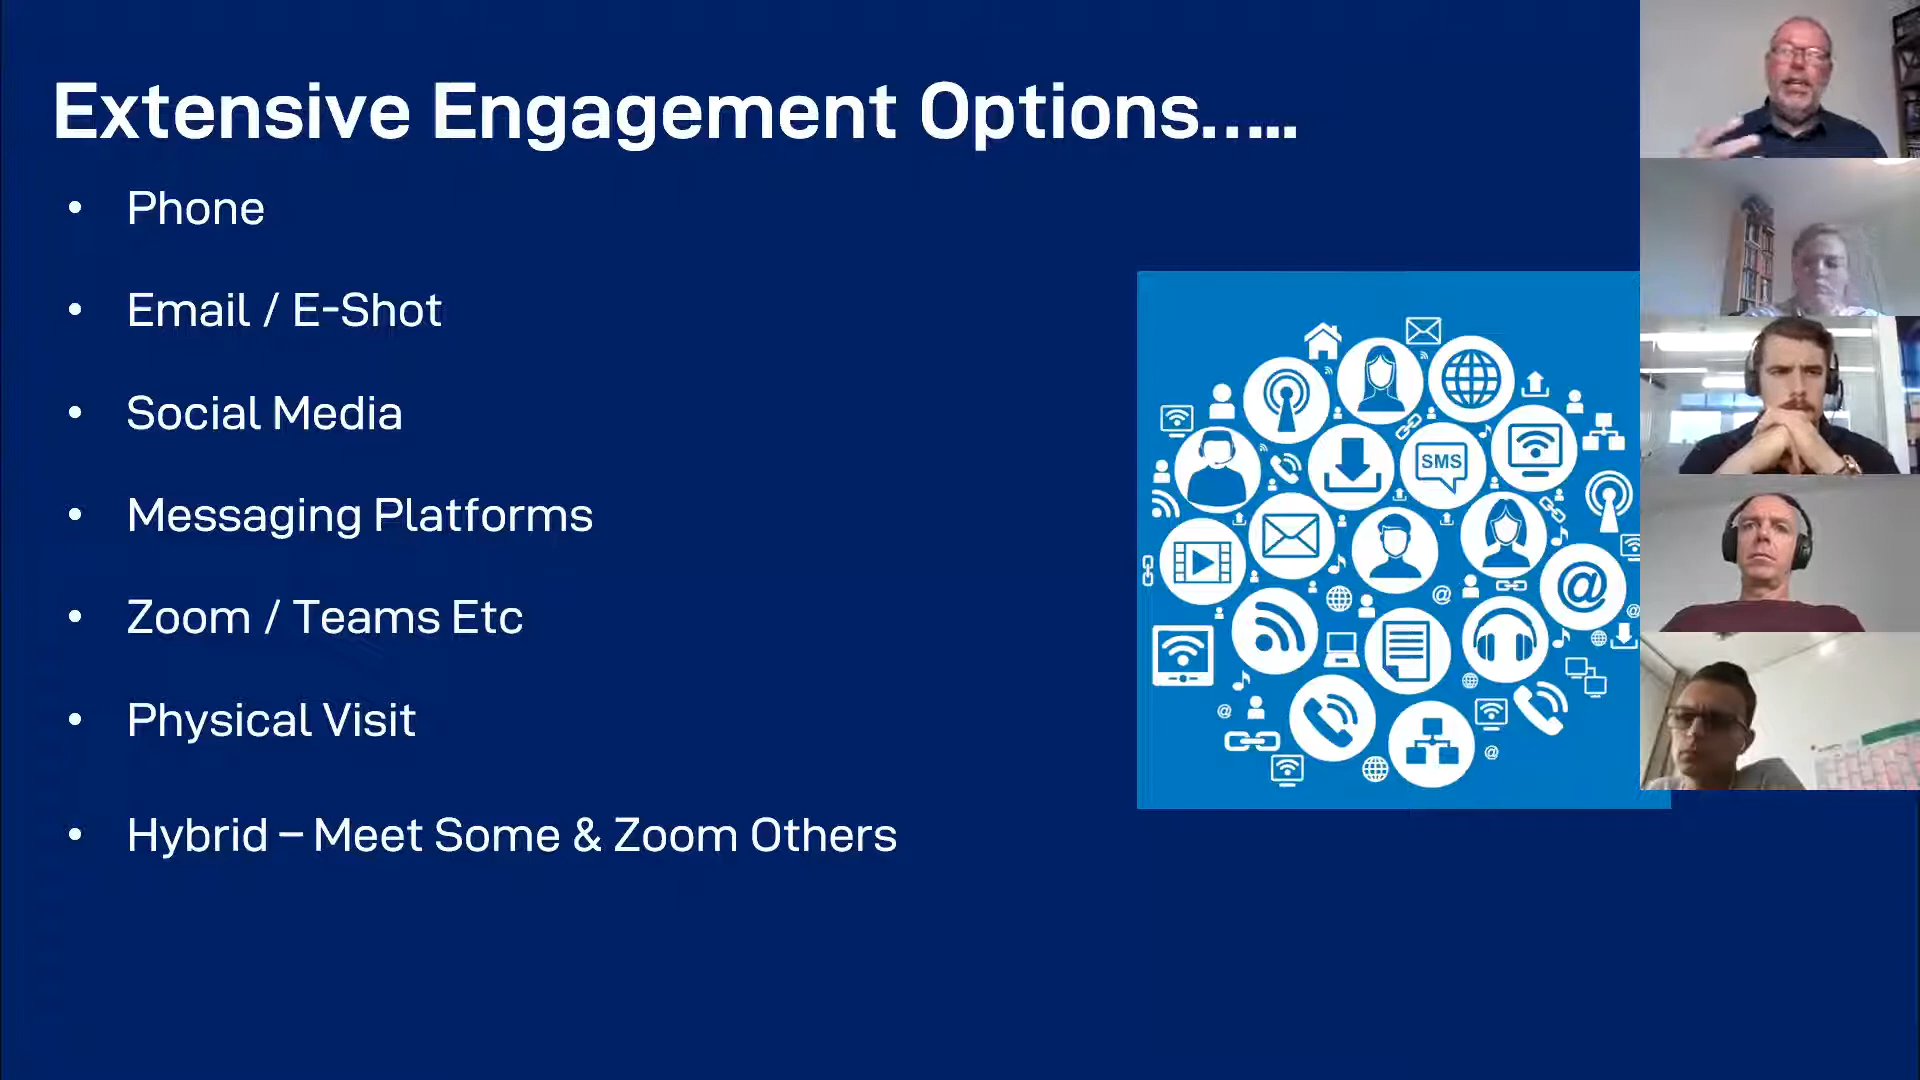 Extensive Engagement Options.....
• Phone
• Email / E-Shot
• Social Media
• Messaging Platforms
• Zoom / Teams Etc
• Physical Visit
• Hybrid – Meet Some & Zoom Others
SMS
@
@
@
@
@